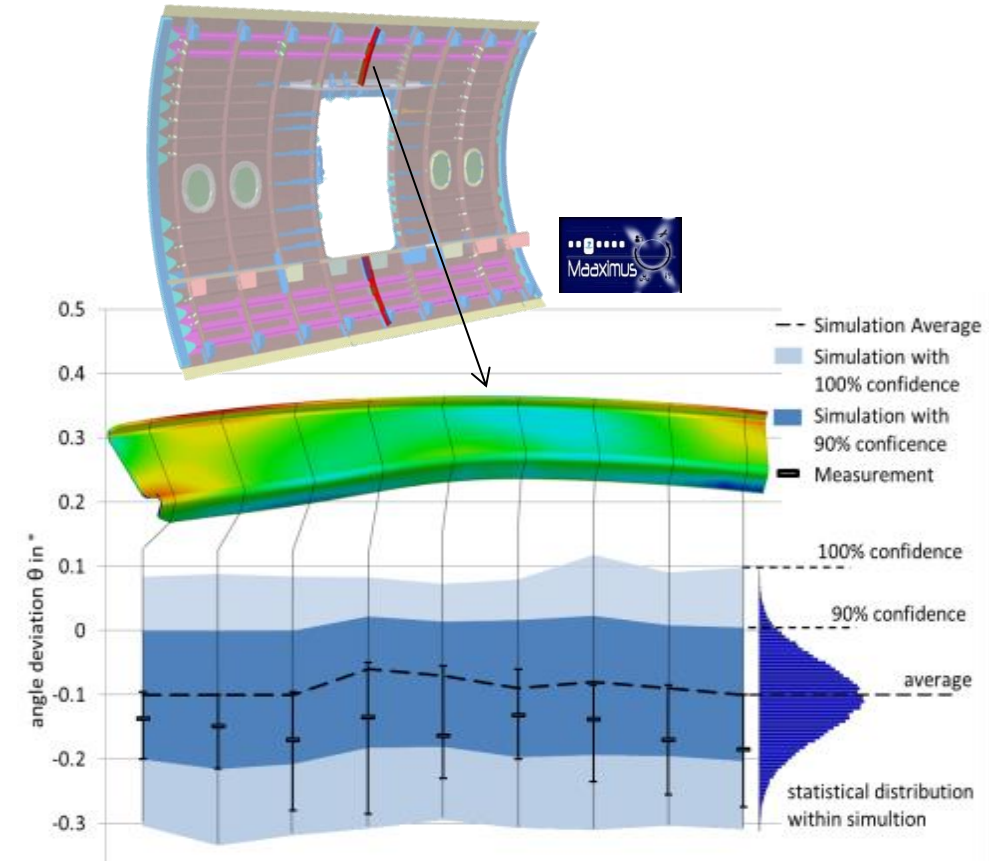 Maaximus
0.5
0.4
0.3
0.2
0.1
0
-0.1
-0.2
-0.3
angle deviation θ in °
Simulation Average
Simulation with
100% confidence
Simulation with
90% conficence
Measurement
100% confidence
90% confidence
average
statistical distribution
within simultion